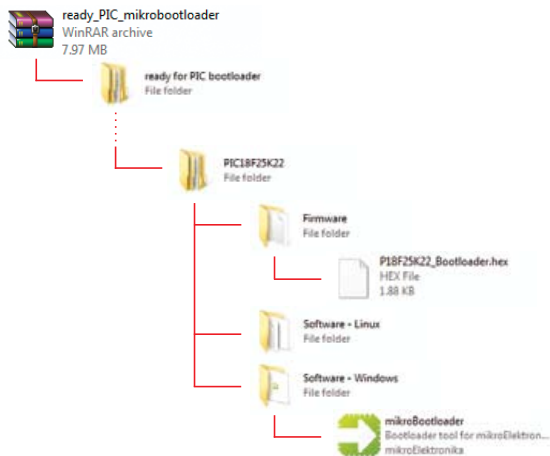 ready_PIC_mikrobootloader
WinRAR archive
7.97 MB
ready for PIC bootloader
File folder
PIC18F25K22
File folder
Firmware
File folder
P18F25K22_Bootloader.hex
HEX File
1.88 KB
Software - Linux
File folder
Software - Windows
File folder
mikroBootloader
Bootloader tool for mikroElektron...
mikroElektronika